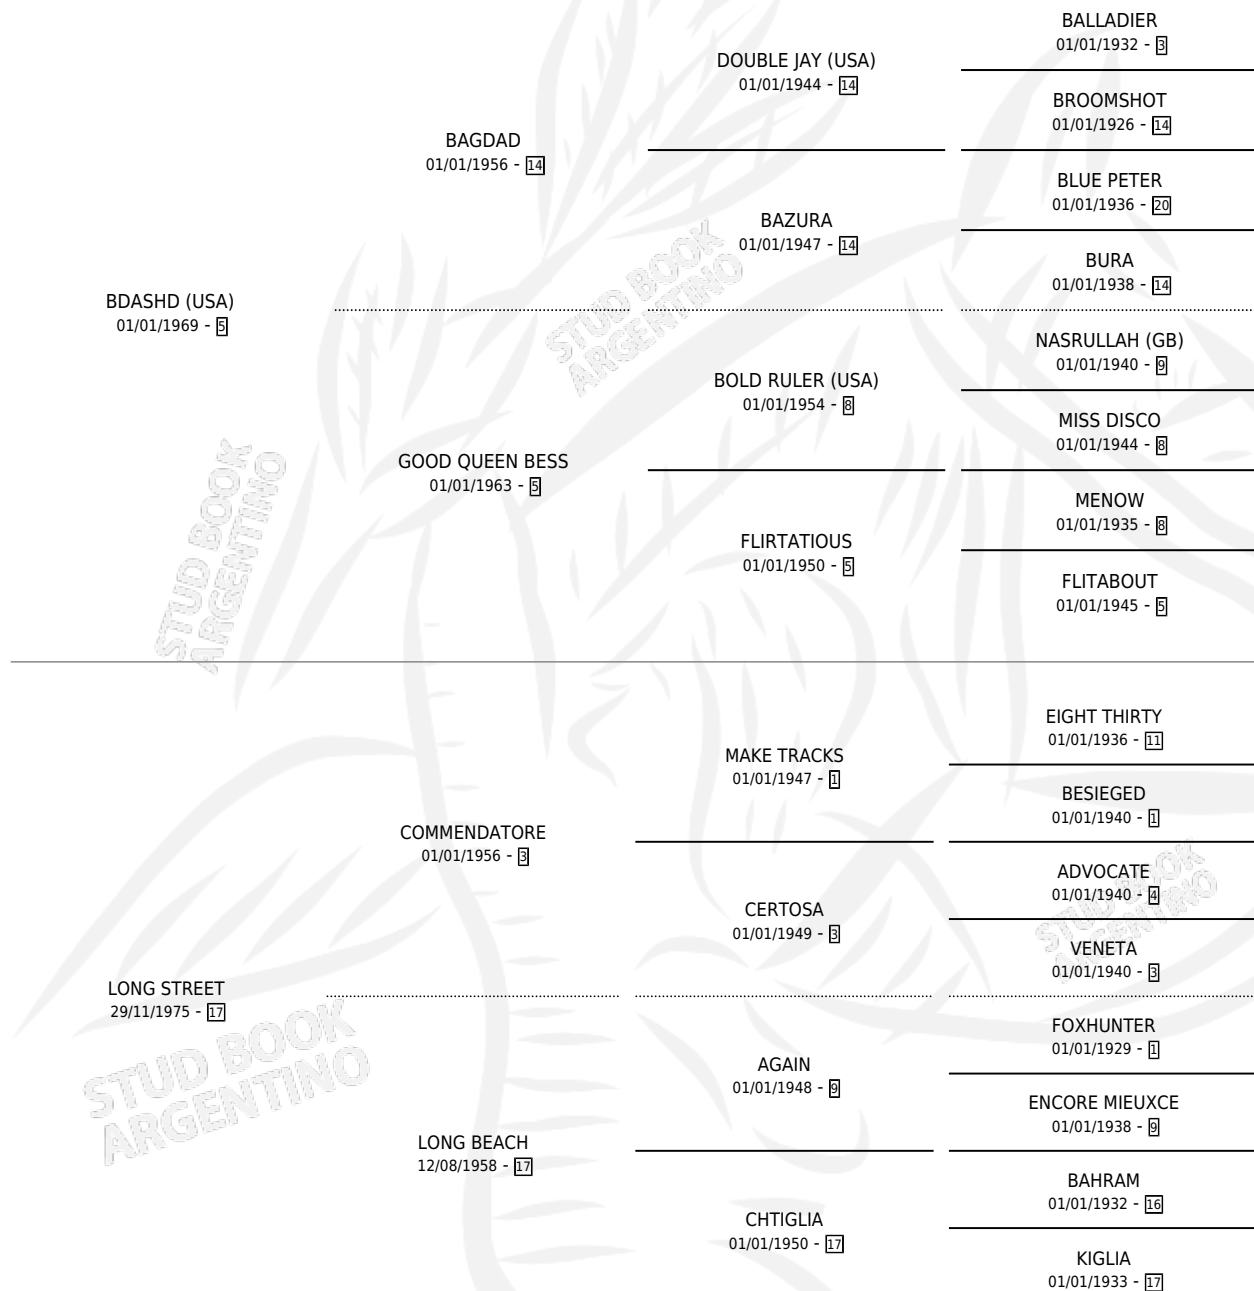 BALLADIER
01/01/1932 - 3
DOUBLE JAY (USA)
01/01/1944 - 14
BROOMSHOT
01/01/1926 - 14
BAGDAD
01/01/1956 - 14
BLUE PETER
01/01/1936 - 20
BAZURA
01/01/1947 - 14
BURA
01/01/1938 - 14
BDASHD (USA)
01/01/1969 - 5
STUD BOOK
ARGENTINO
NASRULLAH (GB)
01/01/1940 - 9
BOLD RULER (USA)
01/01/1954 - 8
MISS DISCO
01/01/1944 - 8
GOOD QUEEN BESS
01/01/1963 - 5
MENOW
01/01/1935 - 8
FLIRTATIOUS
01/01/1950 - 5
FLITABOUT
01/01/1945 - 5
STUD BOOK
ARGENTINO
EIGHT THIRTY
01/01/1936 - 11
MAKE TRACKS
01/01/1947 - 1
BESIEGED
01/01/1940 - 1
COMMENDATORE
01/01/1956 - 3
ADVOCATE
01/01/1940 - 4
CERTOSA
01/01/1949 - 3
STUD BOOK
ARGENTINO
VENETA
01/01/1940 - 3
LONG STREET
29/11/1975 - 17
FOXHUNTER
01/01/1929 - 1
AGAIN
01/01/1948 - 9
ENCORE MIEUXCE
01/01/1938 - 9
STUD BOOK
ARGENTINO
LONG BEACH
12/08/1958 - 17
BAHRAM
01/01/1932 - 16
CHTIGLIA
01/01/1950 - 17
KIGLIA
01/01/1933 - 17